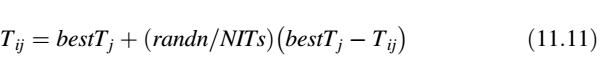 T_{ij} = bestT_j + (randn/NITs)(bestT_j − T_{ij}) (11.11)